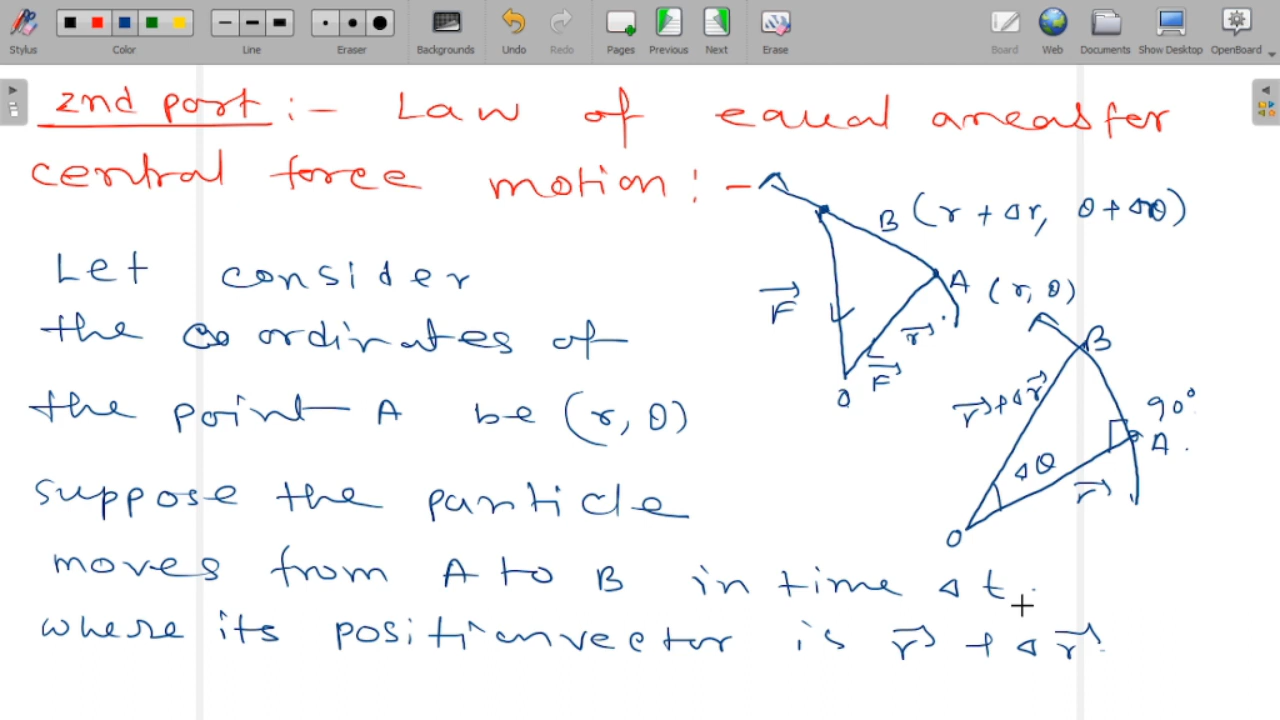 Stylus Color Line Eraser Backgrounds Undo Redo Pages Previous Next Erase Board Web Documents Show Desktop OpenBoard
2nd part :- Law of equal areas for
central force motion :-
B (r + Δr, θ + Δθ)
A (r, θ)
F⃗
r⃗
F⃗
O
Let consider
the coordinates of
the point A be (r, θ)
B
r⃗+Δr⃗
90°
A
Δθ
r⃗
O
suppose the particle
moves from A to B in time Δt
where its position vector is r⃗ + Δr⃗